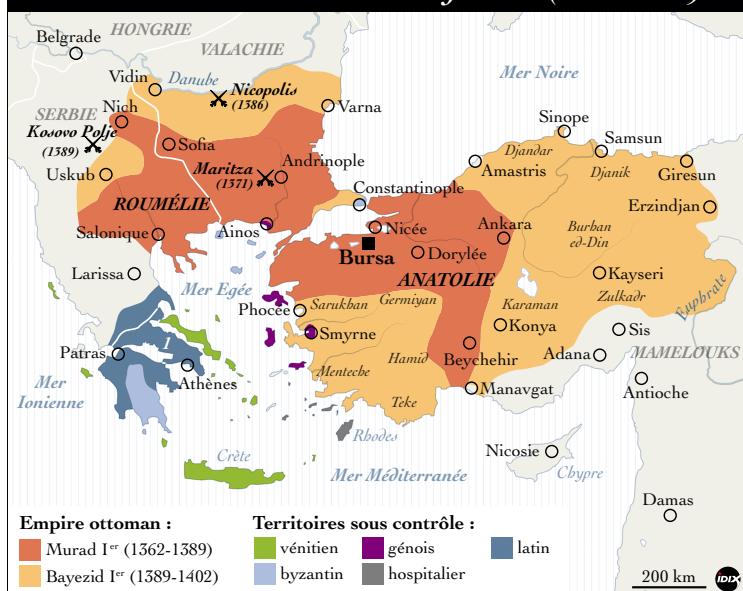 HONGRIE
Belgrade
VALACHIE
Vidin
Danube
Mer Noire
Nicopolis
(1386)
SERBIE
Nich
Varna
Kosovo Polje
(1389)
Sofia
Sinope
Samsun
Djandar
Maritza
(1371)
Andrinople
Amastris
Djanik
Giresun
Uskub
Constantinople
ROUMÉLIE
Erzindjan
Salonique
Ainos
Nicée
Ankara
Burhan
ed-Din
Bursa
Dorylée
Larissa
ANATOLIE
Kayseri
Mer Egée
Zulkadr
Euphrate
Phocée
Sarukhan
Germiyan
Karaman
Konya
Smyrne
Sis
1
Patras
Hamid
Beychehir
Adana
MAMELOUKS
Menteche
Athènes
Mer
Ionienne
Manavgat
Antioche
Teke
Rhodes
Crète
Nicosie
Mer Méditerranée
Chypre
Damas
Empire ottoman :
Murad Ier (1362-1389)
Bayezid Ier (1389-1402)
Territoires sous contrôle :
vénitien
génois
latin
byzantin
hospitalier
200 km
iDiX